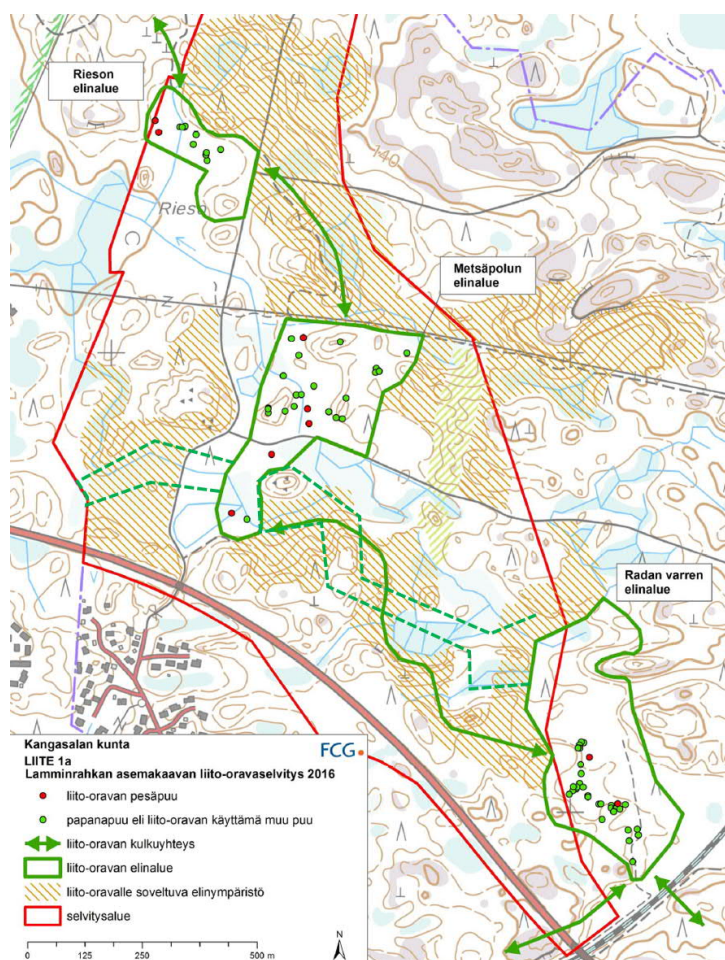 Rieson
elinalue
140
Rieso
Metsäpolun
elinalue
Radan varren
elinalue
Kangasalan kunta
FCG
LIITE 1a
Lamminrahkan asemakaavan liito-oravaselvitys 2016
liito-oravan pesäpuu
papanapuu eli liito-oravan käyttämä muu puu
liito-oravan kulkuyhteys
liito-oravan elinalue
liito-oravalle soveltuva elinympäristö
selvitysalue
0 125 250 500 m
N